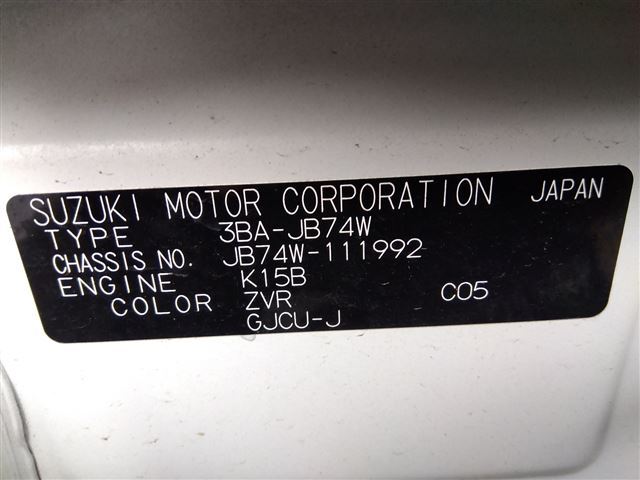 SUZUKI MOTOR CORPORATION JAPAN
TYPE 3BA-JB74W
CHASSIS NO. JB74W-111992
ENGINE K15B
COLOR ZVR C05
GJCU-J